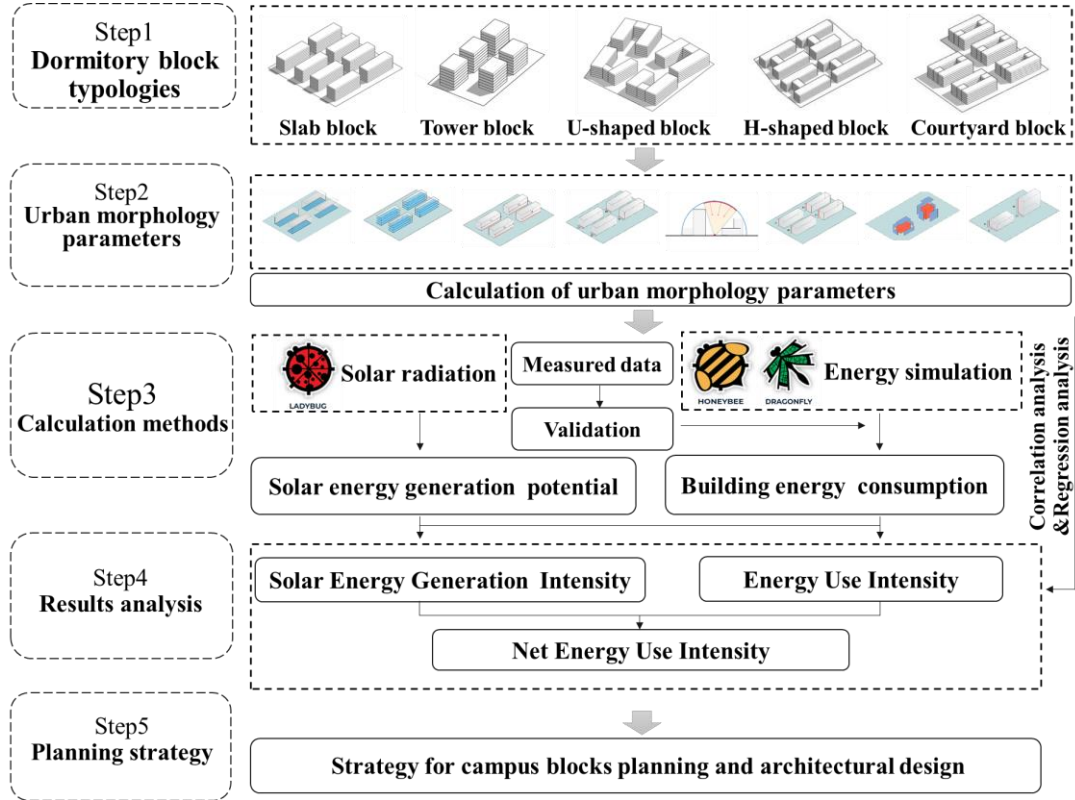 Step1
Dormitory block
typologies
Slab block
Tower block
U-shaped block
H-shaped block
Courtyard block
Step2
Urban morphology
parameters
Calculation of urban morphology parameters
Step3
Calculation methods
LADYBUG
Solar radiation
Measured data
Validation
HONEYBEE
DRAGONFLY
Energy simulation
Solar energy generation potential
Building energy consumption
Correlation analysis
&Regression analysis
Step4
Results analysis
Solar Energy Generation Intensity
Energy Use Intensity
Net Energy Use Intensity
Step5
Planning strategy
Strategy for campus blocks planning and architectural design